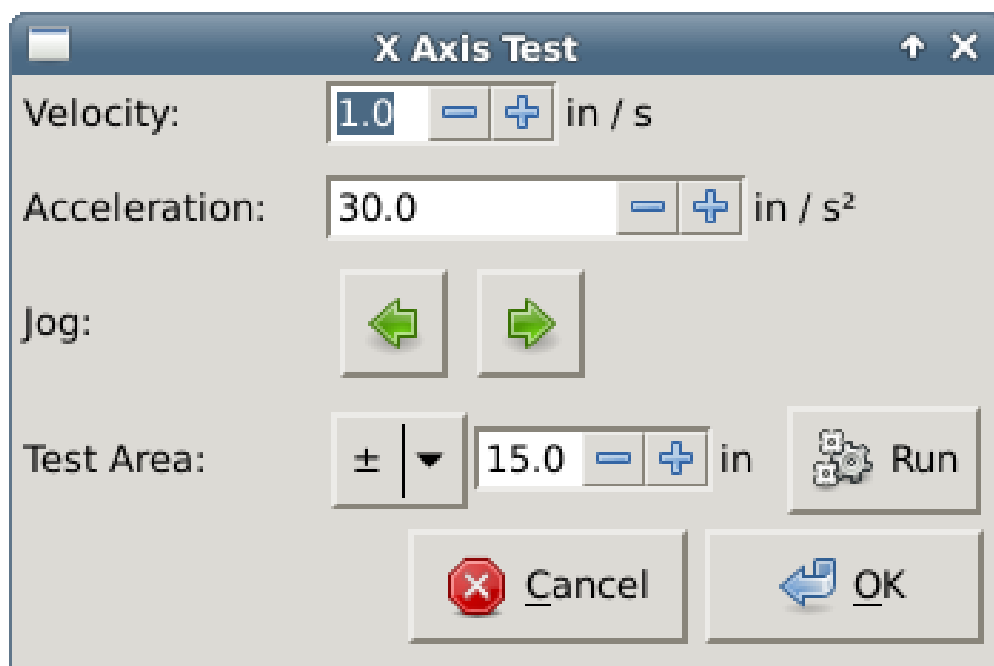 X Axis Test
Velocity: 1.0 in / s
Acceleration: 30.0 in / s²
Jog:
Test Area: ± 15.0 in Run
Cancel OK